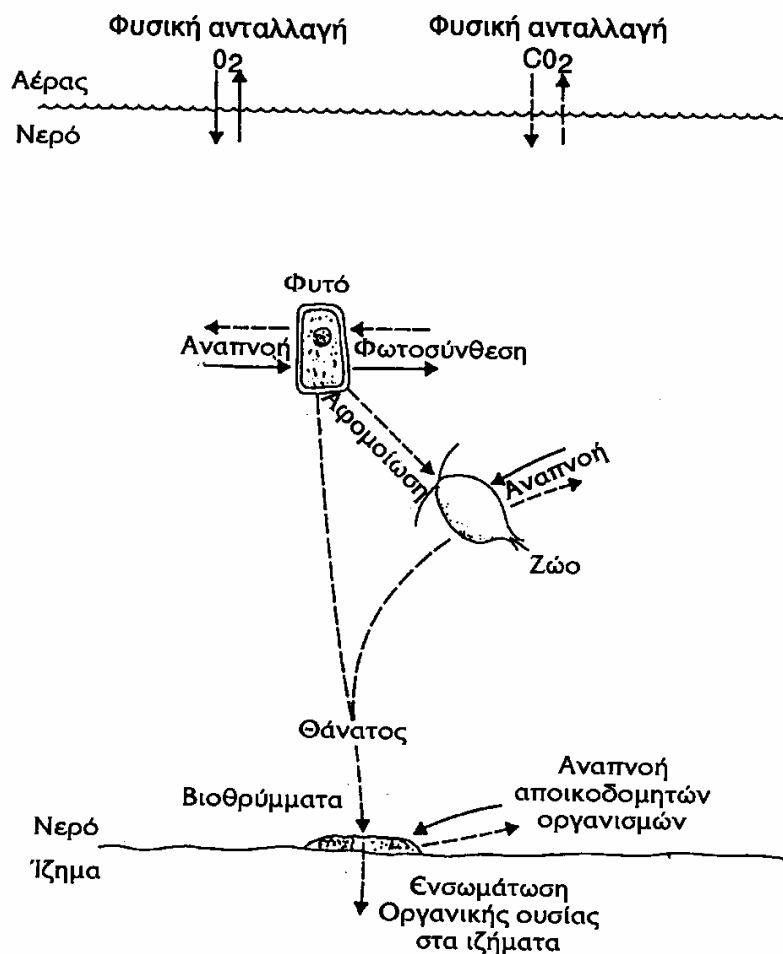 Φυσική ανταλλαγή
O2
Φυσική ανταλλαγή
CO2
Αέρας
Νερό
Φυτό
Αναπνοή
Φωτοσύνθεση
Αφομοίωση
Αναπνοή
Ζώο
Θάνατος
Βιοθρύμματα
Αναπνοή
αποικοδομητών
οργανισμών
Νερό
Ίζημα
Ενσωμάτωση
Οργανικής ουσίας
στα ιζήματα